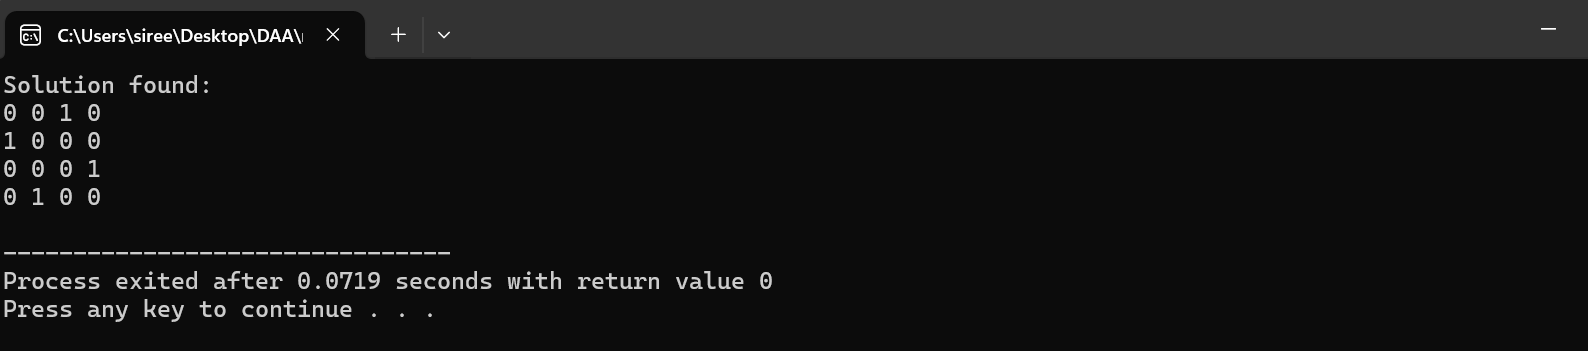 C:\Users\siree\Desktop\DAA\
Solution found:
0 0 1 0
1 0 0 0
0 0 0 1
0 1 0 0
--------------------------------
Process exited after 0.0719 seconds with return value 0
Press any key to continue . . .